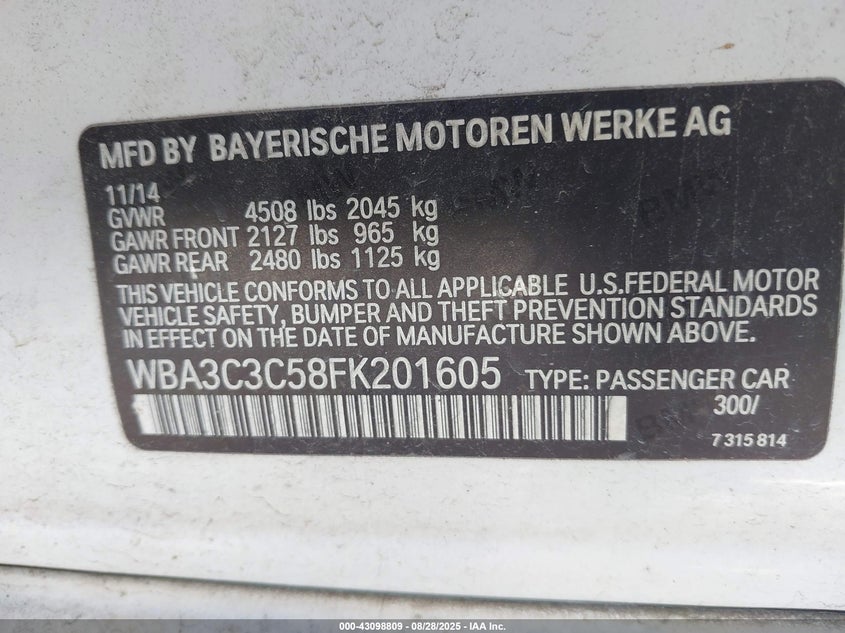 MFD BY BAYERISCHE MOTOREN WERKE AG
11/14
GVWR 4508 lbs 2045 kg
GAWR FRONT 2127 lbs 965 kg
GAWR REAR 2480 lbs 1125 kg
THIS VEHICLE CONFORMS TO ALL APPLICABLE U.S.FEDERAL MOTOR
VEHICLE SAFETY, BUMPER AND THEFT PREVENTION STANDARDS
IN EFFECT ON THE DATE OF MANUFACTURE SHOWN ABOVE.
WBA3C3C58FK201605 TYPE: PASSENGER CAR
300/
7 315 814
000-43098809 — 08/28/2025 — IAA Inc.